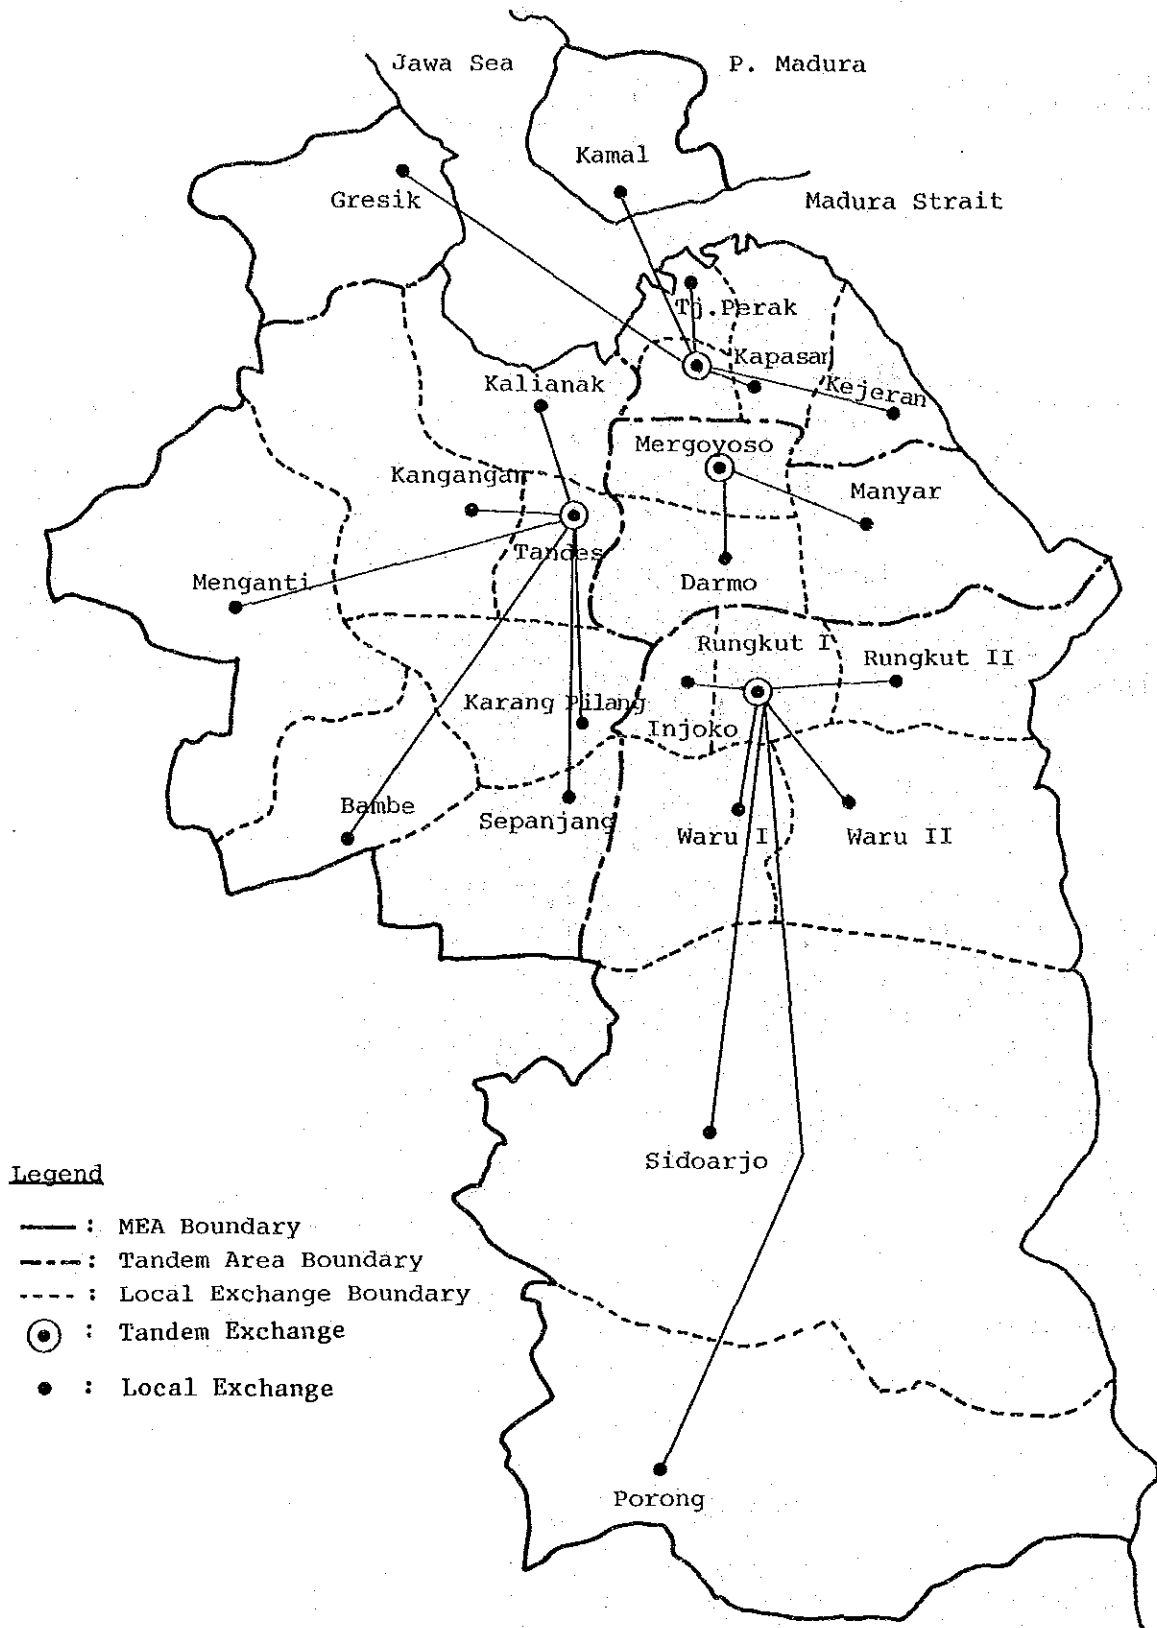 Jawa Sea
P. Madura
Kamal
Gresik
Madura Strait
Tj.Perak
Kapasan
Kalianak
Kejeran
Mergoyoso
Kangangan
Manyar
Tandes
Menganti
Darmo
Rungkut I
Rungkut II
Karang Pilang
Injoko
Bambe
Sepanjang
Waru I
Waru II
Sidoarjo
Legend
: MEA Boundary
: Tandem Area Boundary
: Local Exchange Boundary
: Tandem Exchange
: Local Exchange
Porong